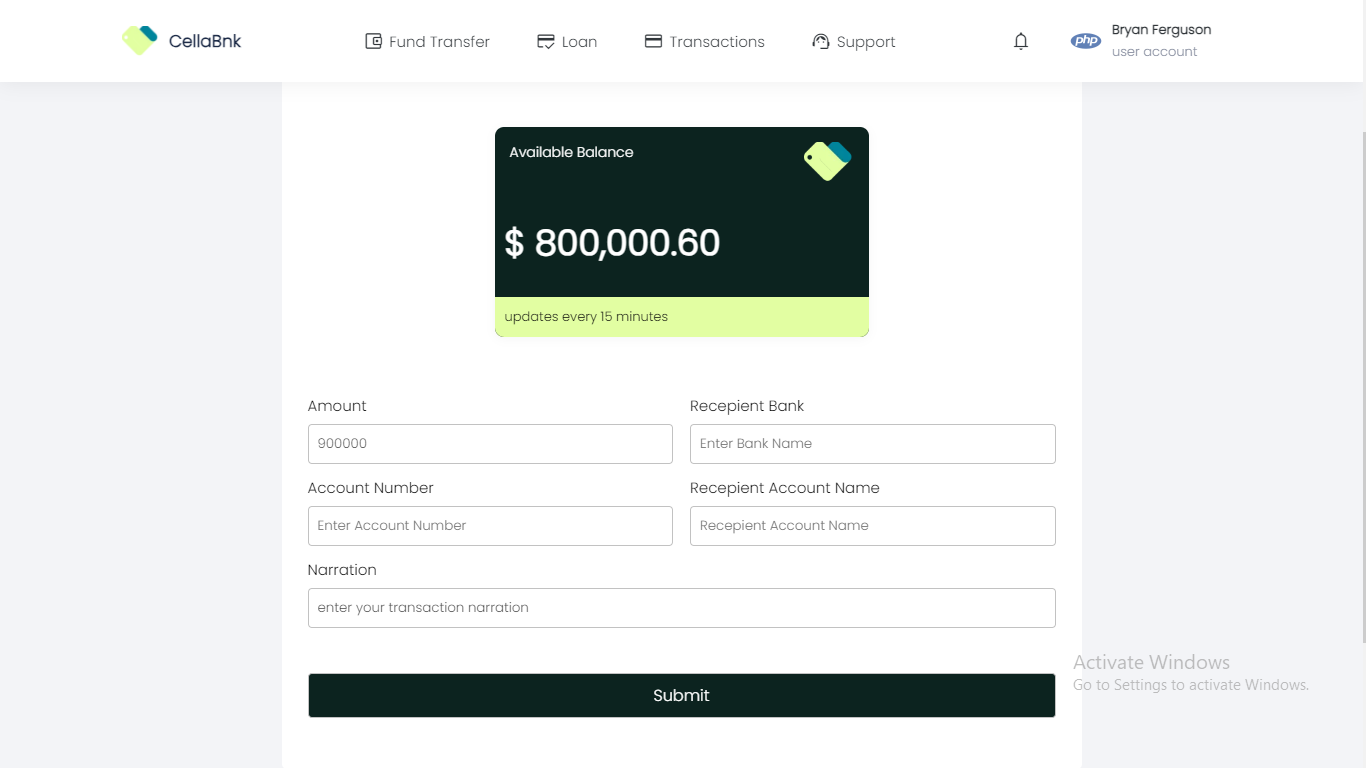 CellaBnk
Fund Transfer
Loan
Transactions
Support
php
Bryan Ferguson
user account
Available Balance
$ 800,000.60
updates every 15 minutes
Amount
Recepient Bank
900000
Enter Bank Name
Account Number
Recepient Account Name
Enter Account Number
Recepient Account Name
Narration
enter your transaction narration
Submit
Activate Windows
Go to Settings to activate Windows.